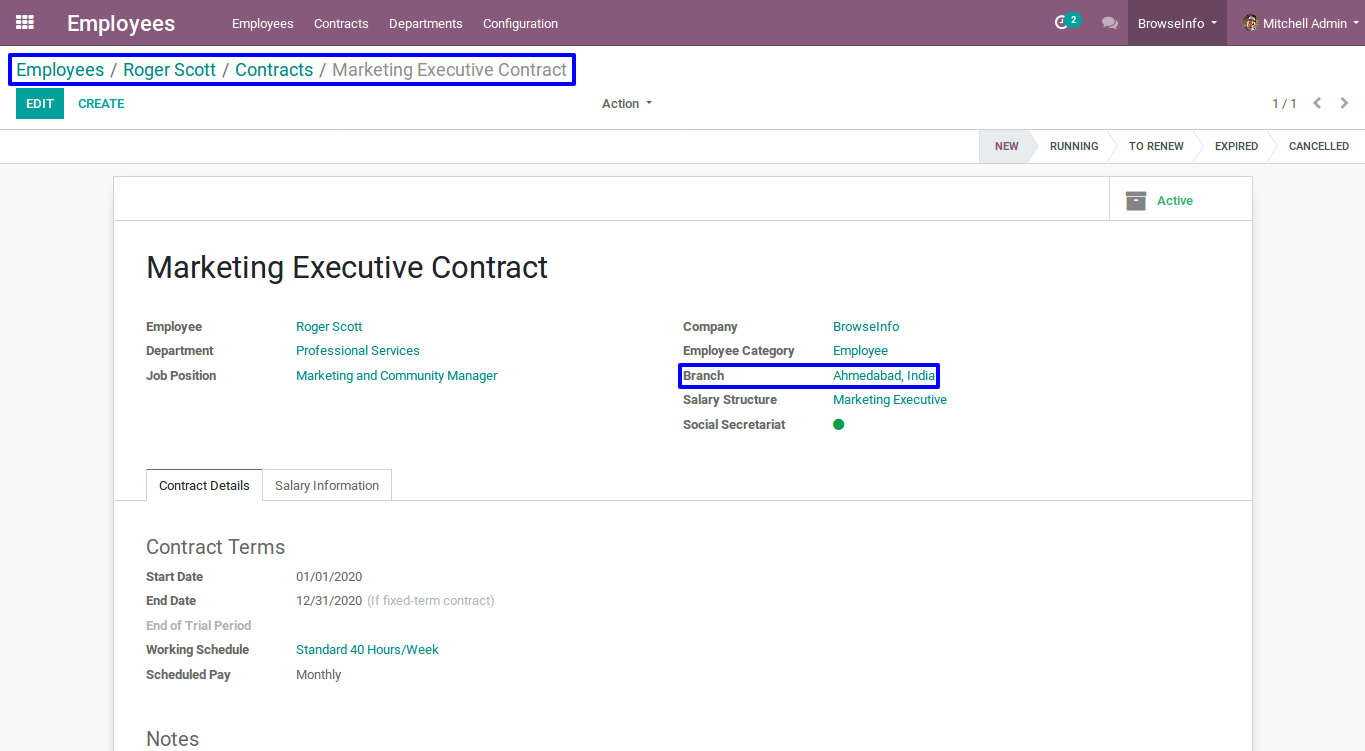 Employees Employees Contracts Departments Configuration 2 BrowseInfo Mitchell Admin
Employees / Roger Scott / Contracts / Marketing Executive Contract
EDIT CREATE Action 1 / 1
NEW RUNNING TO RENEW EXPIRED CANCELLED
Active
Marketing Executive Contract
Employee Roger Scott Company BrowseInfo
Department Professional Services Employee Category Employee
Job Position Marketing and Community Manager Branch Ahmedabad, India
Salary Structure Marketing Executive
Social Secretariat
Contract Details Salary Information
Contract Terms
Start Date 01/01/2020
End Date 12/31/2020 (If fixed-term contract)
End of Trial Period
Working Schedule Standard 40 Hours/Week
Scheduled Pay Monthly
Notes